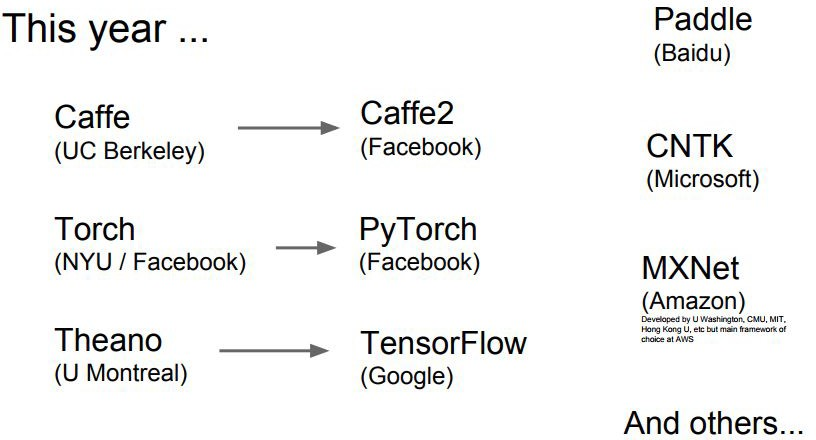 This year ...
Caffe
(UC Berkeley)
Caffe2
(Facebook)
Torch
(NYU / Facebook)
PyTorch
(Facebook)
Theano
(U Montreal)
TensorFlow
(Google)
Paddle
(Baidu)
CNTK
(Microsoft)
MXNet
(Amazon)
Developed by U Washington, CMU, MIT,
Hong Kong U, etc but main framework of
choice at AWS
And others...